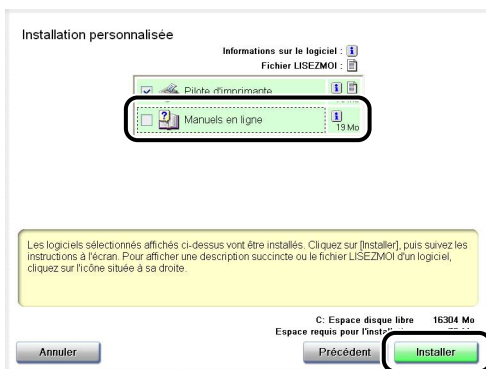 Installation personnalisée
Informations sur le logiciel :
Fichier LISEZMOI :
Pilote d'imprimante
Manuels en ligne
19 Mo
Les logiciels sélectionnés affichés ci-dessus vont être installés. Cliquez sur [Installer], puis suivez les
instructions à l'écran. Pour afficher une description succincte ou le fichier LISEZMOI d'un logiciel,
cliquez sur l'icône située à sa droite.
C: Espace disque libre 16304 Mo
Espace requis pour
Annuler Précédent Installer